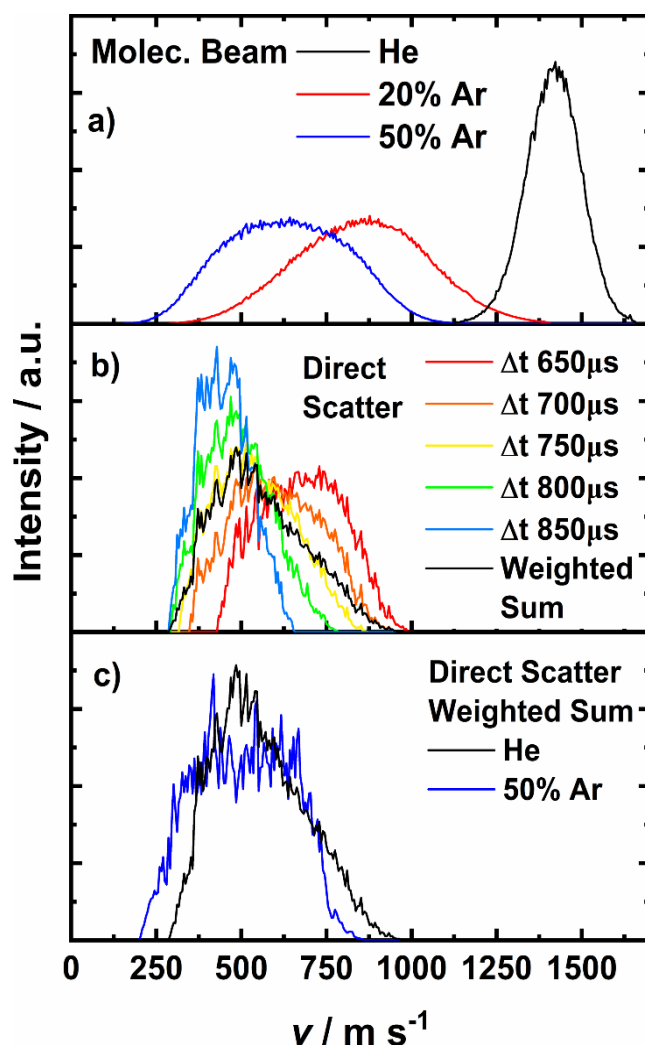 Molec. Beam
He
20% Ar
50% Ar
a)
Intensity / a.u.
b)
Direct
Scatter
Δt 650μs
Δt 700μs
Δt 750μs
Δt 800μs
Δt 850μs
Weighted
Sum
c)
Direct Scatter
Weighted Sum
He
50% Ar
0 250 500 750 1000 1250 1500
v / m s⁻¹